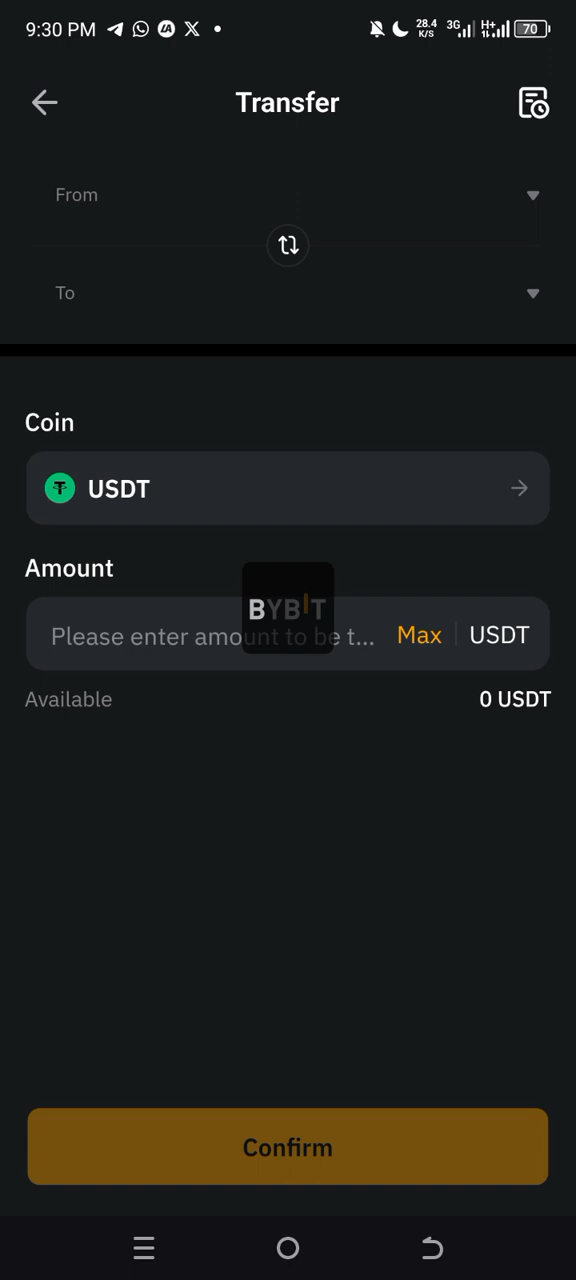 9:30 PM 28.4 K/S 3G H+ 70
Transfer
From
To
Coin
USDT
Amount
BYBIT
Please enter amount to be t... Max USDT
Available 0 USDT
Confirm